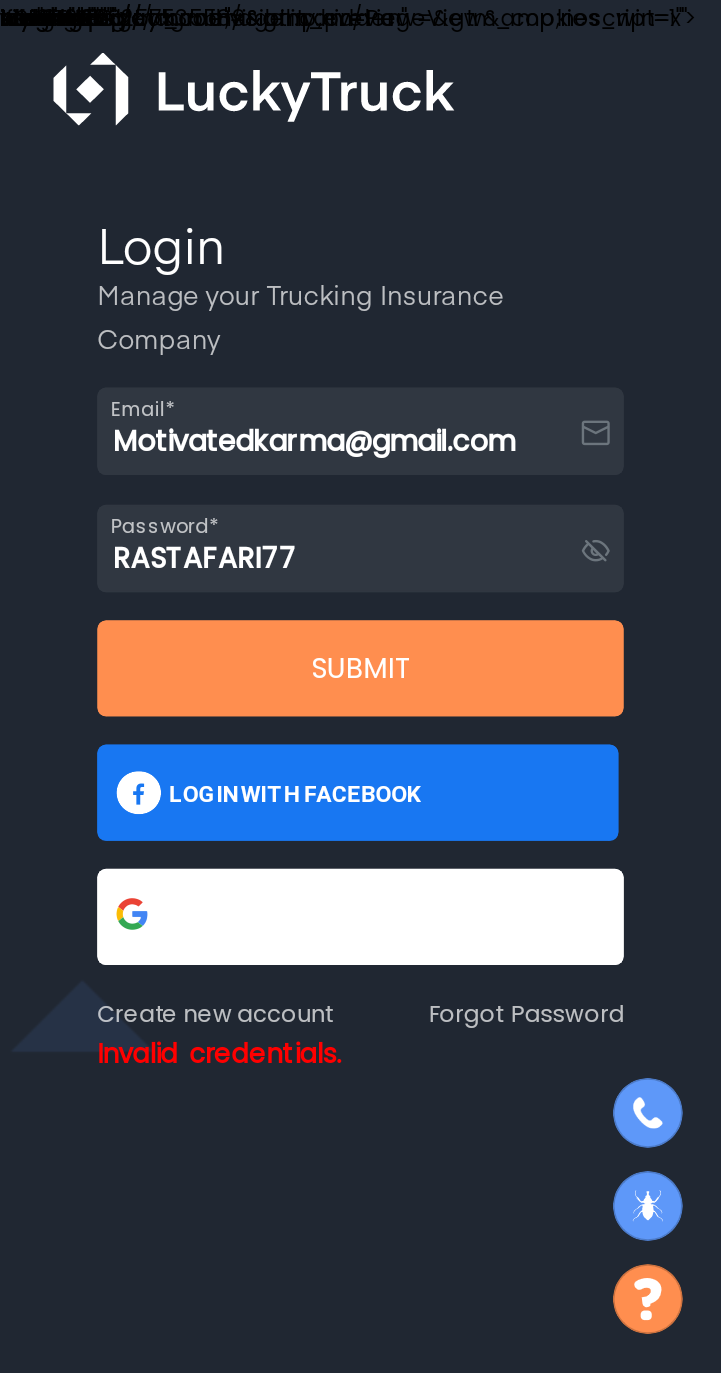 LuckyTruck
Login
Manage your Trucking Insurance
Company
Email*
Motivatedkarma@gmail.com
Password*
RASTAFARI77
SUBMIT
LOGIN WITH FACEBOOK
Create new account
Forgot Password
Invalid credentials.